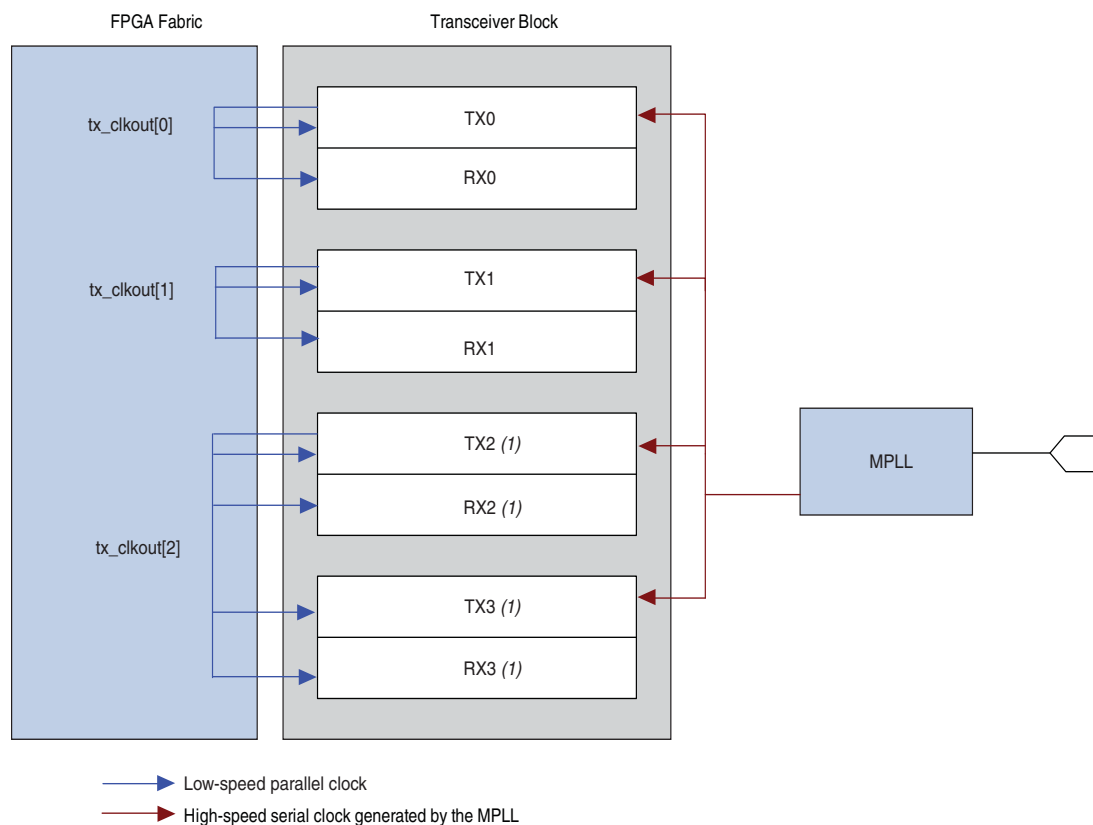 FPGA Fabric
Transceiver Block
tx_clkout[0]
TX0
RX0
tx_clkout[1]
TX1
RX1
TX2 (1)
MPLL
RX2 (1)
tx_clkout[2]
TX3 (1)
RX3 (1)
Low-speed parallel clock
High-speed serial clock generated by the MPLL